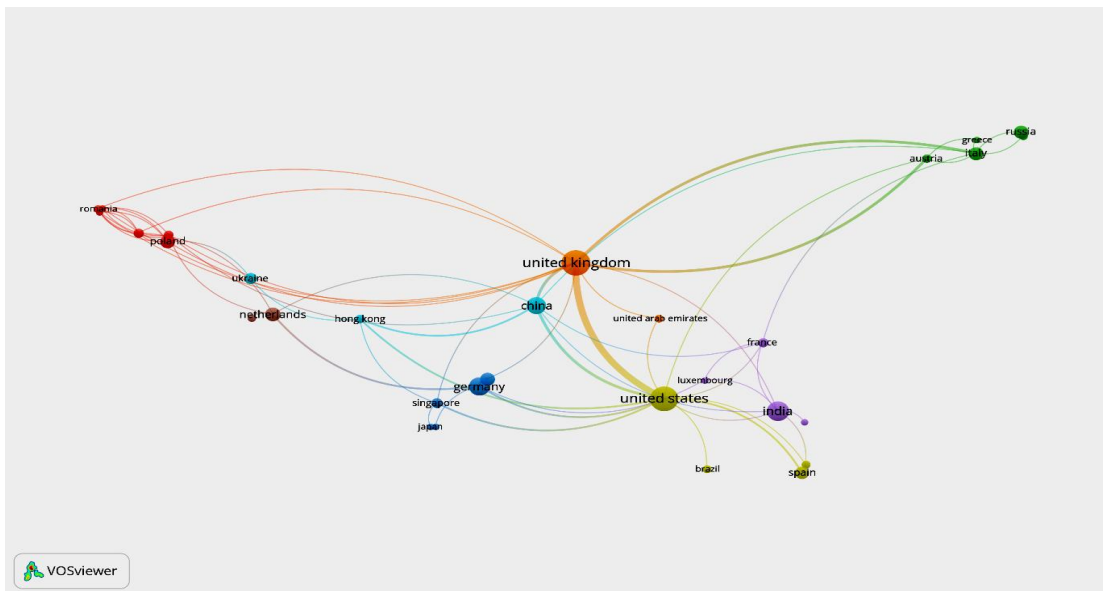 russia
greece
italy
austria
romania
poland
united kingdom
ukraine
china
netherlands
hong kong
united arab emirates
france
luxembourg
germany
united states
singapore
india
japan
brazil
spain
VOSviewer